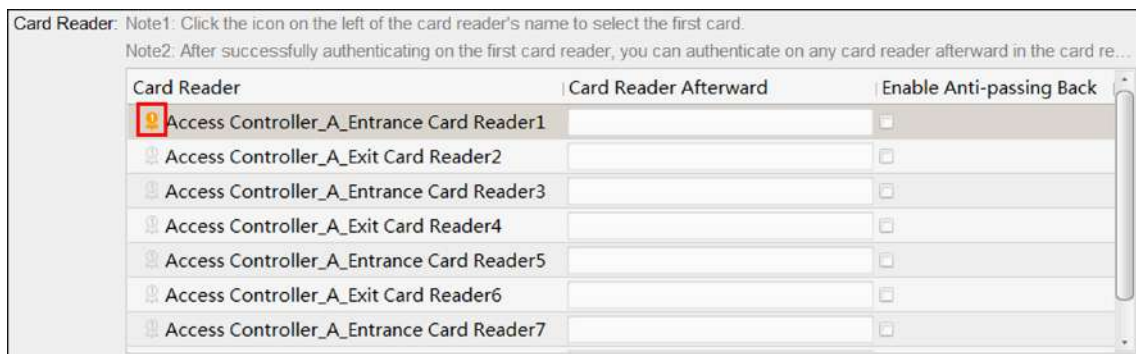 Card Reader: Note1: Click the icon on the left of the card reader's name to select the first card.
Note2: After successfully authenticating on the first card reader, you can authenticate on any card reader afterward in the card re...
Card Reader Card Reader Afterward Enable Anti-passing Back
Access Controller_A_Entrance Card Reader1
Access Controller_A_Exit Card Reader2
Access Controller_A_Entrance Card Reader3
Access Controller_A_Exit Card Reader4
Access Controller_A_Entrance Card Reader5
Access Controller_A_Exit Card Reader6
Access Controller_A_Entrance Card Reader7